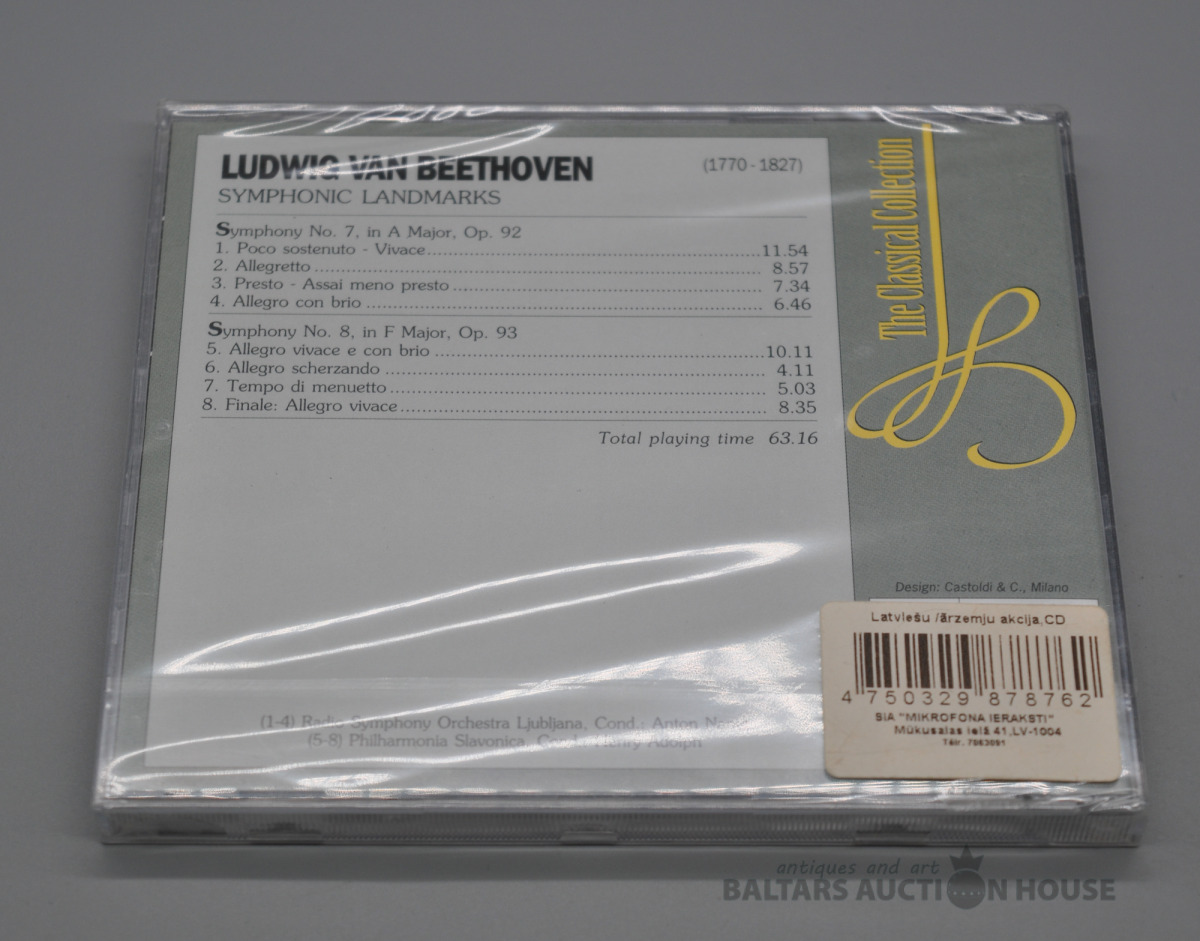 LUDWIG VAN BEETHOVEN (1770-1827)
SYMPHONIC LANDMARKS
Symphony No. 7, in A Major, Op. 92
1. Poco sostenuto - Vivace 11.54
2. Allegretto 8.57
3. Presto - Assai meno presto 7.34
4. Allegro con brio 6.46
Symphony No. 8, in F Major, Op. 93
5. Allegro vivace e con brio 10.11
6. Allegro scherzando 4.11
7. Tempo di menuetto 5.03
8. Finale: Allegro vivace 8.35
Total playing time 63.16
(1-4) Radio Symphony Orchestra Ljubljana, Cond.: Anton
(5-8) Philharmonia Slavonica, Henry Adolph
The Classical Collection
Design: Castoldi & C., Milano
Latviešu /ārzemju akcija,CD
4 750329 878762
SIA "MIKROFONA IERAKSTI"
Mūkusalas ielā 41,LV-1004
Tālr. 7063091
antiques and art
BALTARS AUCTION HOUSE